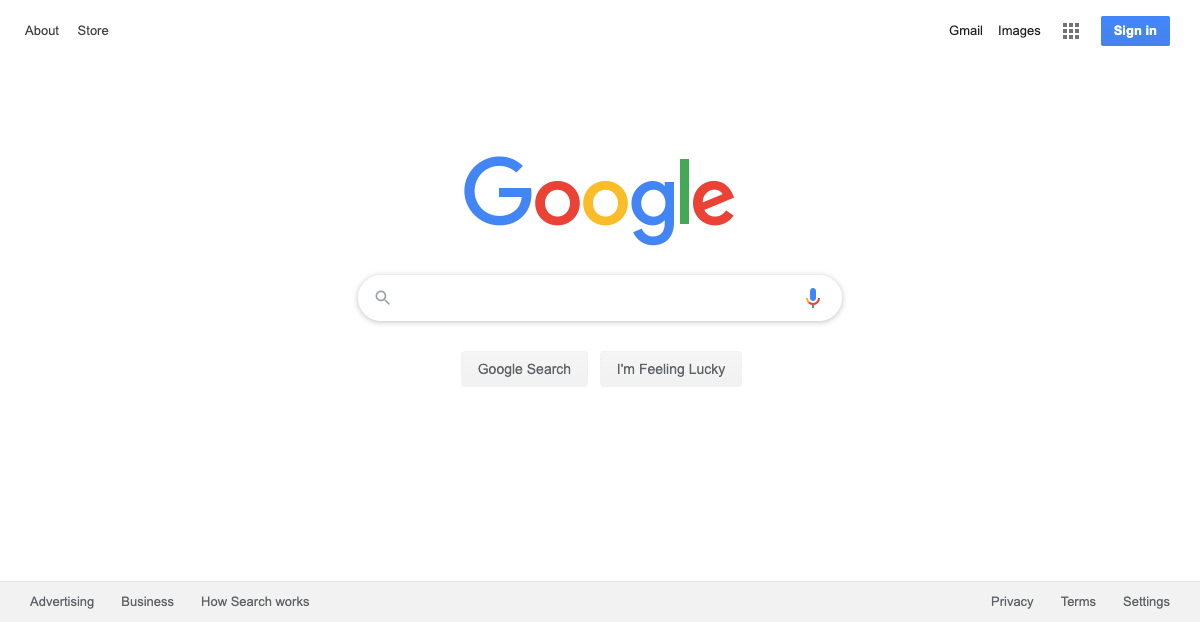 About Store Gmail Images Sign in
Google
Google Search I'm Feeling Lucky
Advertising Business How Search works Privacy Terms Settings